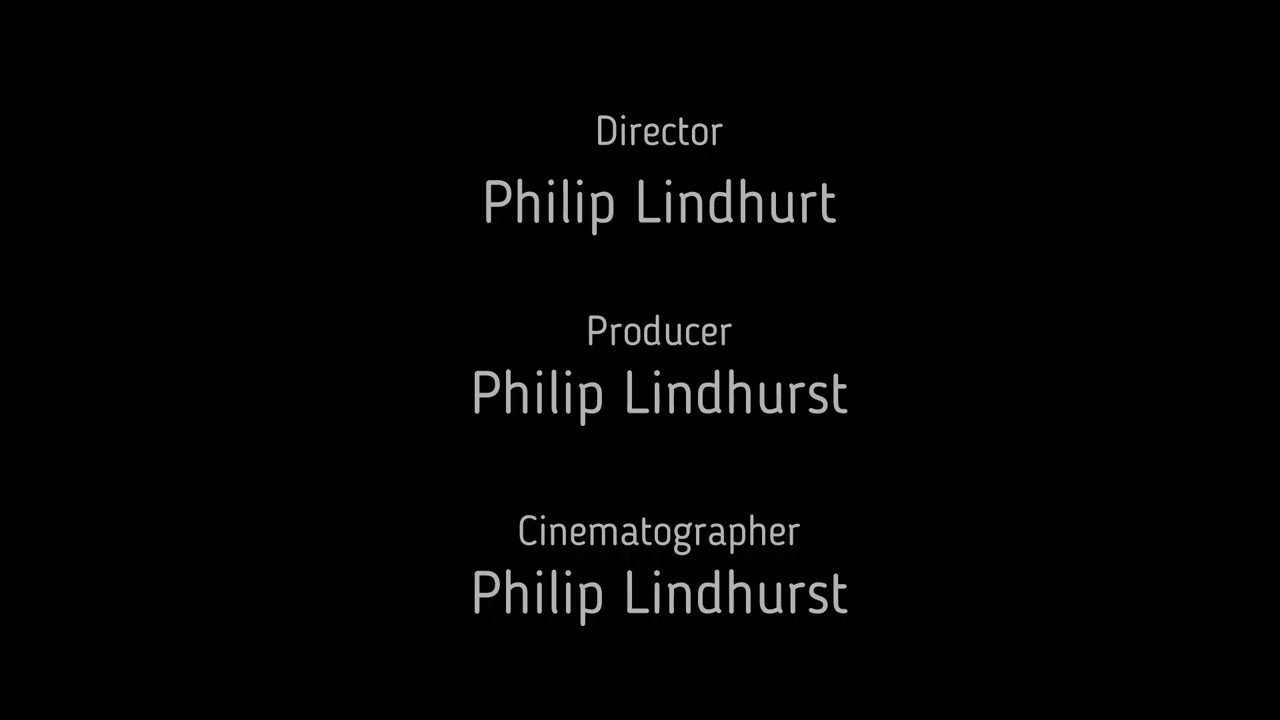 Director
Philip Lindhurt
Producer
Philip Lindhurst
Cinematographer
Philip Lindhurst